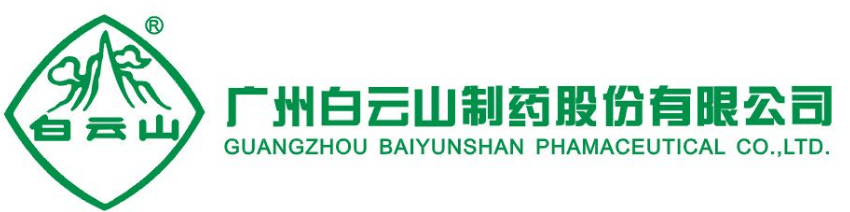 ®
白云山
广州白云山制药股份有限公司
GUANGZHOU BAIYUNSHAN PHAMACEUTICAL CO.,LTD.